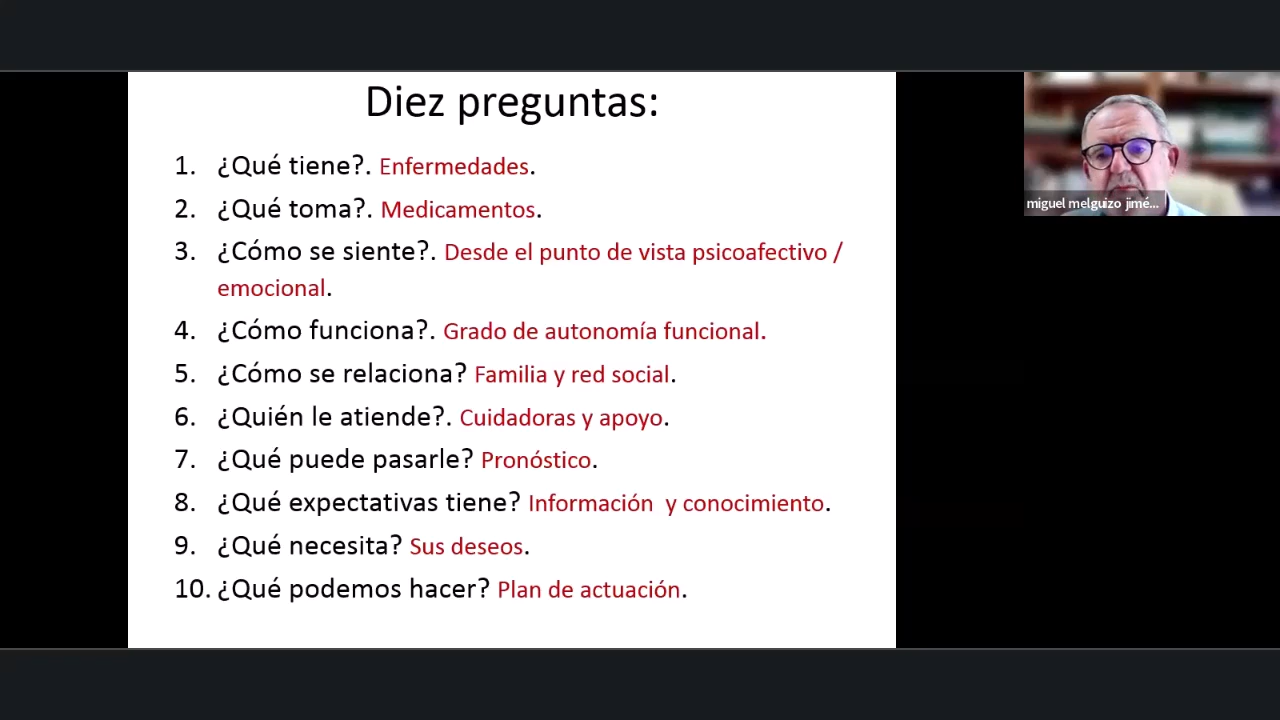 Diez preguntas:
1. ¿Qué tiene?. Enfermedades.
2. ¿Qué toma?. Medicamentos.
3. ¿Cómo se siente?. Desde el punto de vista psicoafectivo /
emocional.
4. ¿Cómo funciona?. Grado de autonomía funcional.
5. ¿Cómo se relaciona? Familia y red social.
6. ¿Quién le atiende?. Cuidadoras y apoyo.
7. ¿Qué puede pasarle? Pronóstico.
8. ¿Qué expectativas tiene? Información y conocimiento.
9. ¿Qué necesita? Sus deseos.
10. ¿Qué podemos hacer? Plan de actuación.
miguel melguizo jimé...